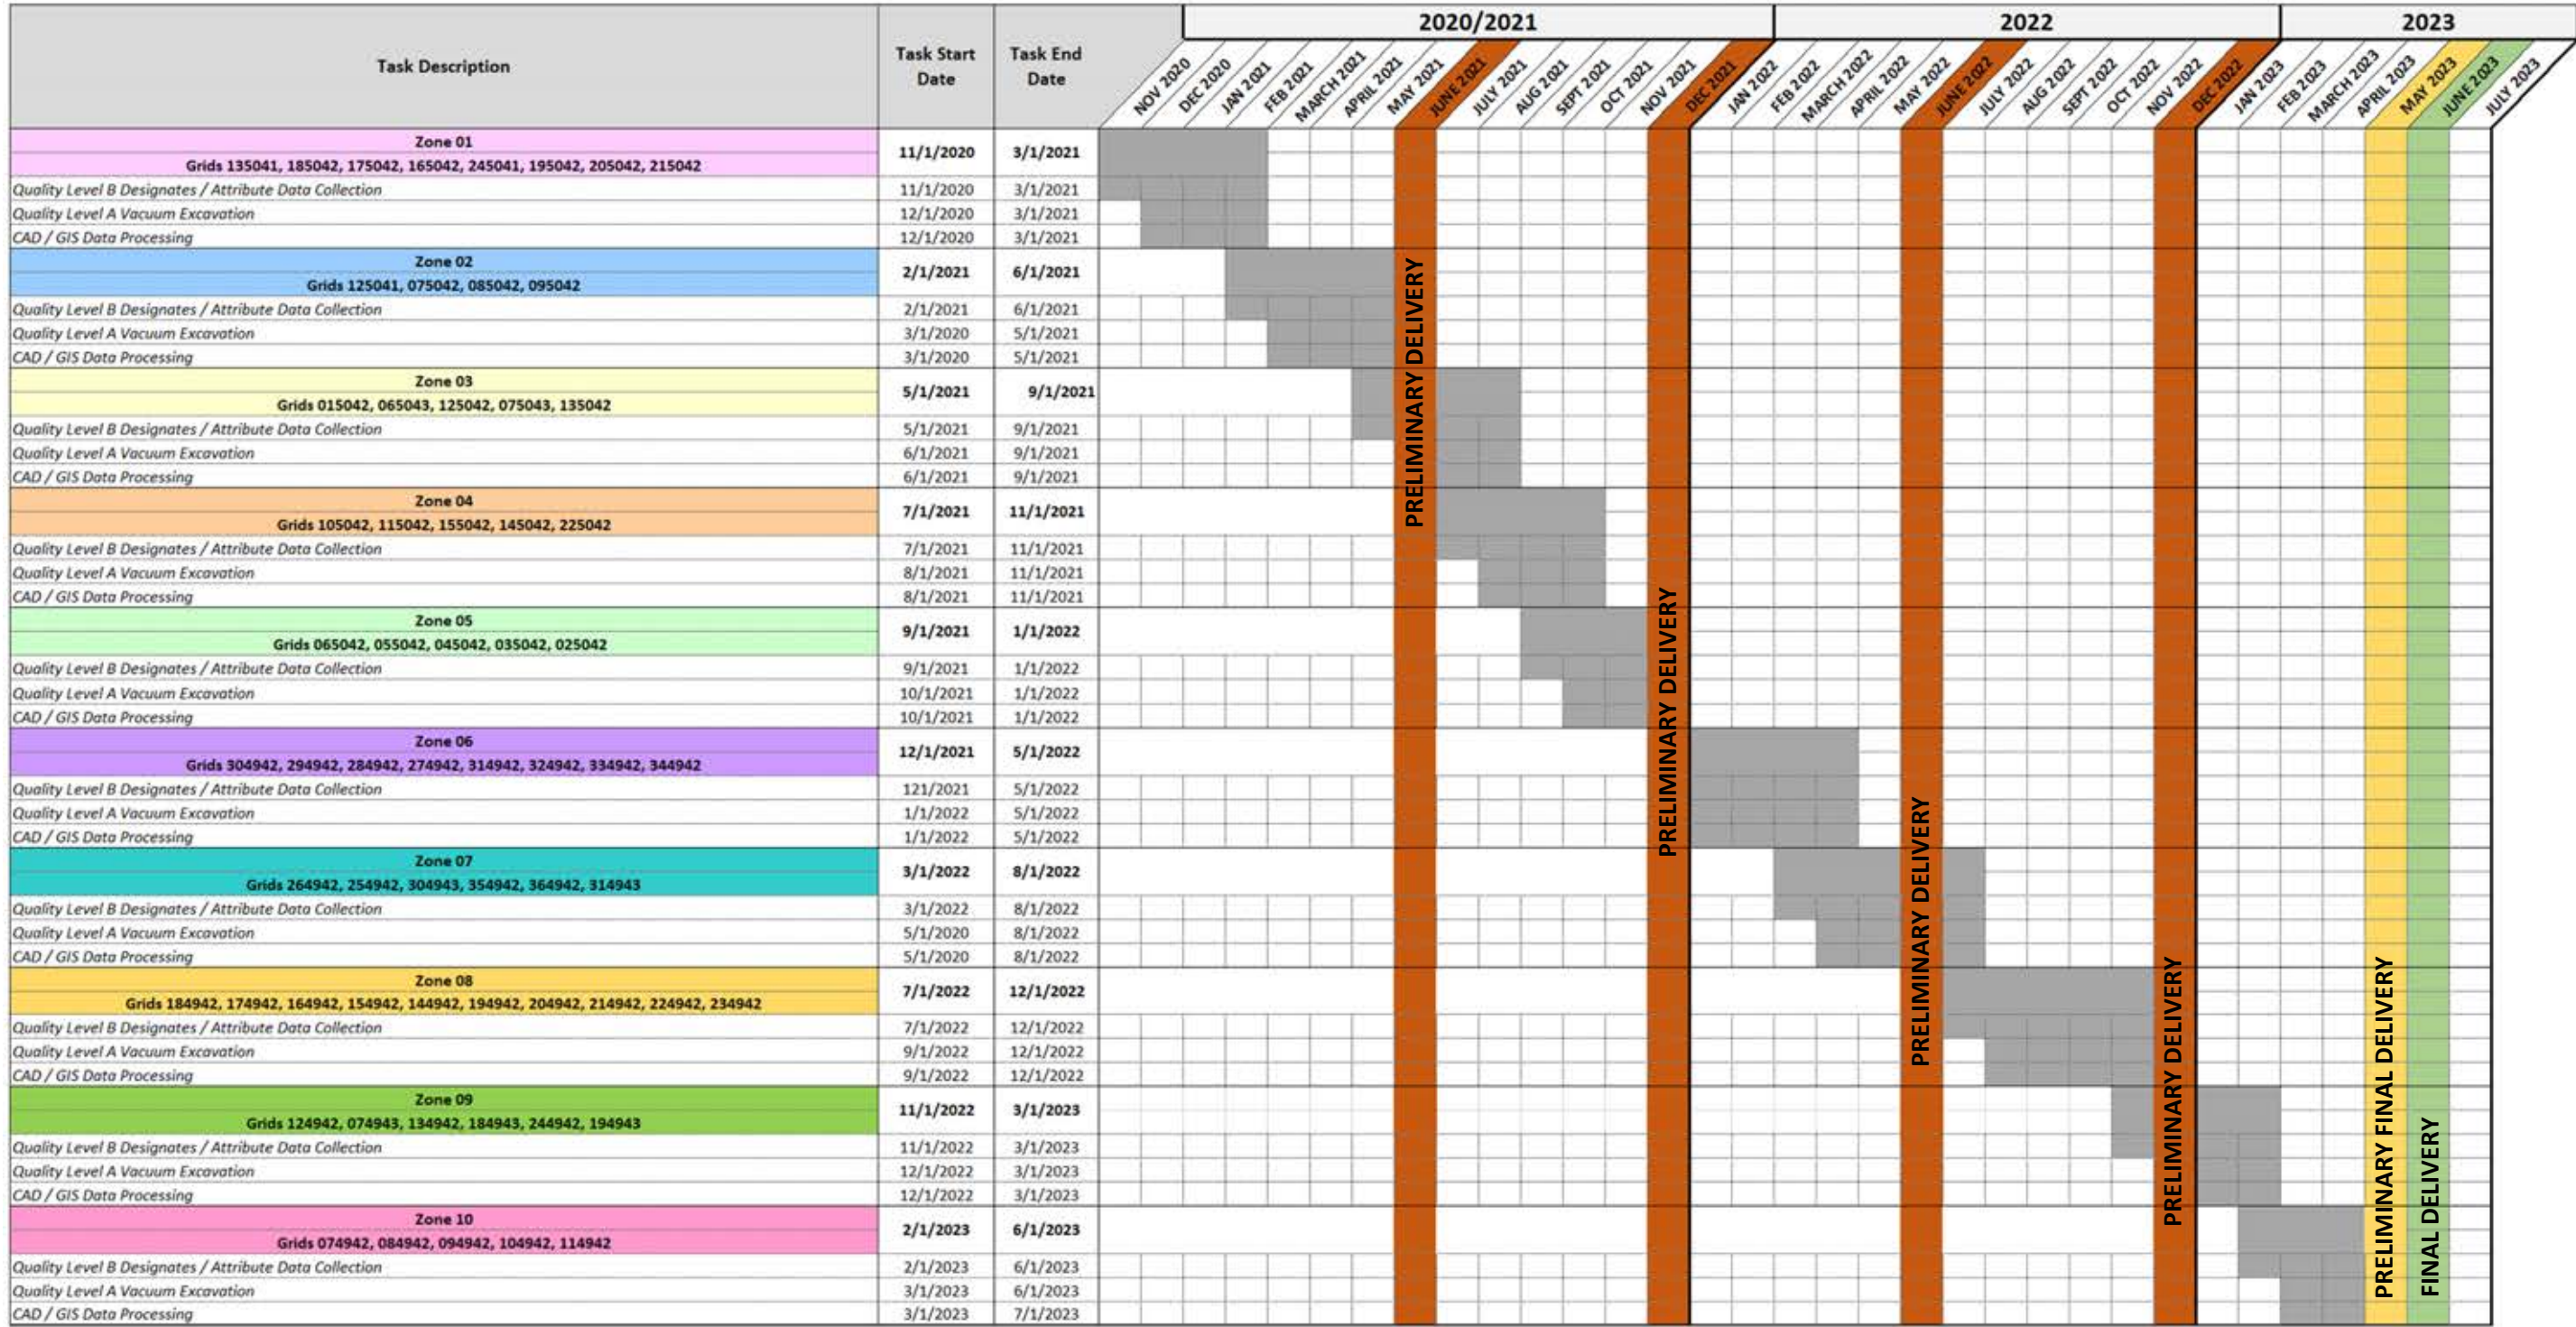 2020/2021 2022 2023
Task Description Task Start Date Task End Date
NOV 2020 DEC 2020 JAN 2021 FEB 2021 MARCH 2021 APRIL 2021 MAY 2021 JUNE 2021 JULY 2021 AUG 2021 SEPT 2021 OCT 2021 NOV 2021 DEC 2021 JAN 2022 FEB 2022 MARCH 2022 APRIL 2022 MAY 2022 JUNE 2022 JULY 2022 AUG 2022 SEPT 2022 OCT 2022 NOV 2022 DEC 2022 JAN 2023 FEB 2023 MARCH 2023 APRIL 2023 MAY 2023 JUNE 2023 JULY 2023
Zone 01
Grids 135041, 185042, 175042, 165042, 245041, 195042, 205042, 215042 11/1/2020 3/1/2021
Quality Level B Designates / Attribute Data Collection 11/1/2020 3/1/2021
Quality Level A Vacuum Excavation 12/1/2020 3/1/2021
CAD / GIS Data Processing 12/1/2020 3/1/2021
Zone 02
Grids 125041, 075042, 085042, 095042 2/1/2021 6/1/2021
Quality Level B Designates / Attribute Data Collection 2/1/2021 6/1/2021
Quality Level A Vacuum Excavation 3/1/2020 5/1/2021
CAD / GIS Data Processing 3/1/2020 5/1/2021
Zone 03
Grids 015042, 065043, 125042, 075043, 135042 5/1/2021 9/1/2021
Quality Level B Designates / Attribute Data Collection 5/1/2021 9/1/2021
Quality Level A Vacuum Excavation 6/1/2021 9/1/2021
CAD / GIS Data Processing 6/1/2021 9/1/2021
Zone 04
Grids 105042, 115042, 155042, 145042, 225042 7/1/2021 11/1/2021
Quality Level B Designates / Attribute Data Collection 7/1/2021 11/1/2021
Quality Level A Vacuum Excavation 8/1/2021 11/1/2021
CAD / GIS Data Processing 8/1/2021 11/1/2021
Zone 05
Grids 065042, 055042, 045042, 035042, 025042 9/1/2021 1/1/2022
Quality Level B Designates / Attribute Data Collection 9/1/2021 1/1/2022
Quality Level A Vacuum Excavation 10/1/2021 1/1/2022
CAD / GIS Data Processing 10/1/2021 1/1/2022
Zone 06
Grids 304942, 294942, 284942, 274942, 314942, 324942, 334942, 344942 12/1/2021 5/1/2022
Quality Level B Designates / Attribute Data Collection 121/2021 5/1/2022
Quality Level A Vacuum Excavation 1/1/2022 5/1/2022
CAD / GIS Data Processing 1/1/2022 5/1/2022
Zone 07
Grids 264942, 254942, 304943, 354942, 364942, 314943 3/1/2022 8/1/2022
Quality Level B Designates / Attribute Data Collection 3/1/2022 8/1/2022
Quality Level A Vacuum Excavation 5/1/2020 8/1/2022
CAD / GIS Data Processing 5/1/2020 8/1/2022
Zone 08
Grids 184942, 174942, 164942, 154942, 144942, 194942, 204942, 214942, 224942, 234942 7/1/2022 12/1/2022
Quality Level B Designates / Attribute Data Collection 7/1/2022 12/1/2022
Quality Level A Vacuum Excavation 9/1/2022 12/1/2022
CAD / GIS Data Processing 9/1/2022 12/1/2022
Zone 09
Grids 124942, 074943, 134942, 184943, 244942, 194943 11/1/2022 3/1/2023
Quality Level B Designates / Attribute Data Collection 11/1/2022 3/1/2023
Quality Level A Vacuum Excavation 12/1/2022 3/1/2023
CAD / GIS Data Processing 12/1/2022 3/1/2023
Zone 10
Grids 074942, 084942, 094942, 104942, 114942 2/1/2023 6/1/2023
Quality Level B Designates / Attribute Data Collection 2/1/2023 6/1/2023
Quality Level A Vacuum Excavation 3/1/2023 6/1/2023
CAD / GIS Data Processing 3/1/2023 7/1/2023
PRELIMINARY DELIVERY
PRELIMINARY DELIVERY
PRELIMINARY DELIVERY
PRELIMINARY DELIVERY
PRELIMINARY FINAL DELIVERY
FINAL DELIVERY